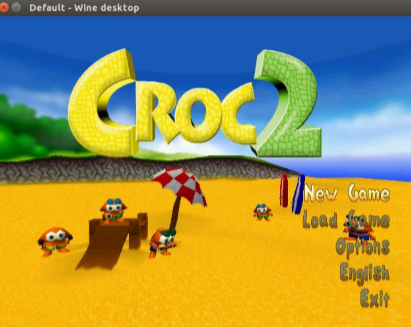 Default - Wine desktop
CROC 2
New Game
Load Game
Options
English
Exit